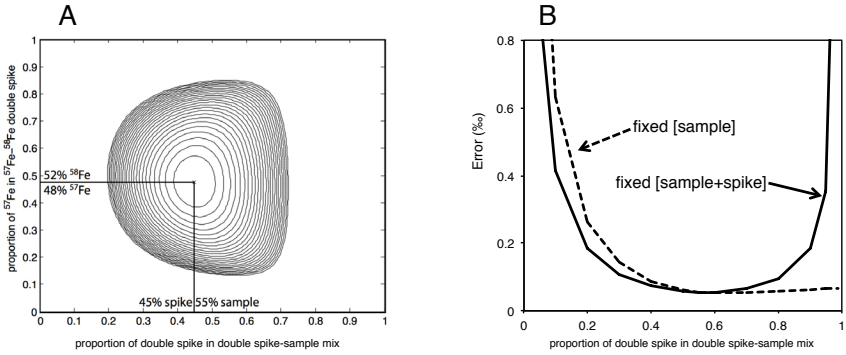 A
proportion of ⁵⁷Fe in ⁵⁷Fe–⁵⁸Fe double spike
1
0.9
0.8
0.7
0.6
0.5
0.4
0.3
0.2
0.1
0
52% ⁵⁸Fe
48% ⁵⁷Fe
45% spike 55% sample
0 0.1 0.2 0.3 0.4 0.5 0.6 0.7 0.8 0.9 1
proportion of double spike in double spike-sample mix
B
Error (‰)
0.8
0.6
0.4
0.2
0
fixed [sample]
fixed [sample+spike]
0 0.2 0.4 0.6 0.8 1
proportion of double spike in double spike-sample mix